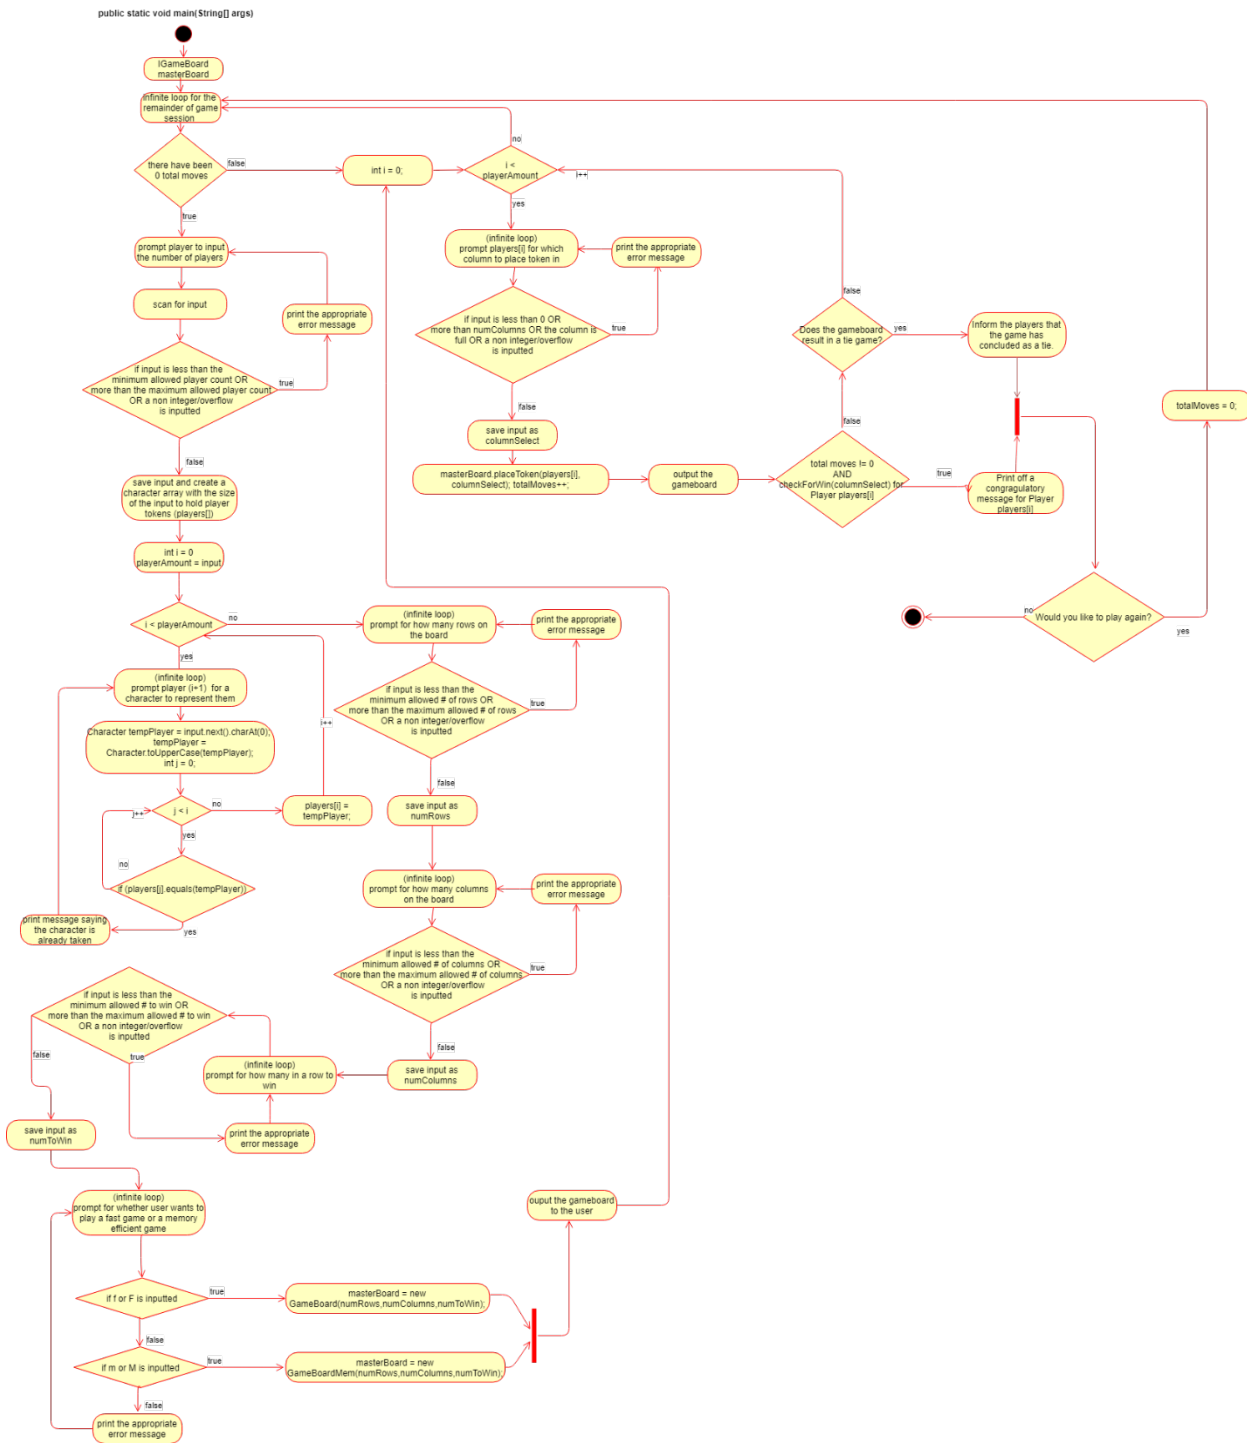 public static void main(String[] args)
IGameBoard
masterBoard
Infinite loop for the
remainder of game
session
there have been
0 total moves
false
true
prompt player to input
the number of players
scan for input
print the appropriate
error message
if input is less than the
minimum allowed player count OR
more than the maximum allowed player count
OR a non integer/overflow
is inputted
true
false
save input and create a
character array with the size
of the input to hold player
tokens (players[])
int i = 0
playerAmount = input
i < playerAmount
no
yes
(infinite loop)
prompt player (i+1) for a
character to represent them
Character tempPlayer = input.next().charAt(0);
tempPlayer =
Character.toUpperCase(tempPlayer);
int j = 0;
j < i
j++
no
yes
players[i] =
tempPlayer;
i++
if (players[j].equals(tempPlayer))
no
yes
print message saying
the character is
already taken
(infinite loop)
prompt for how many rows on
the board
print the appropriate
error message
if input is less than the
minimum allowed # of rows OR
more than the maximum allowed # of rows
OR a non integer/overflow
is inputted
true
false
save input as
numRows
(infinite loop)
prompt for how many columns
on the board
print the appropriate
error message
if input is less than the
minimum allowed # of columns OR
more than the maximum allowed # of columns
OR a non integer/overflow
is inputted
true
false
save input as
numColumns
(infinite loop)
prompt for how many in a row to
win
if input is less than the
minimum allowed # to win OR
more than the maximum allowed # to win
OR a non integer/overflow
is inputted
true
false
print the appropriate
error message
save input as
numToWin
(infinite loop)
prompt for whether user wants to
play a fast game or a memory
efficient game
if f or F is inputted
true
false
masterBoard = new
GameBoard(numRows,numColumns,numToWin);
if m or M is inputted
true
false
masterBoard = new
GameBoardMem(numRows,numColumns,numToWin);
print the appropriate
error message
ouput the gameboard
to the user
int i = 0;
i <
playerAmount
no
yes
i++
(infinite loop)
prompt players[i] for which
column to place token in
print the appropriate
error message
if input is less than 0 OR
more than numColumns OR the column is
full OR a non integer/overflow
is inputted
true
false
save input as
columnSelect
masterBoard.placeToken(players[i],
columnSelect); totalMoves++;
output the
gameboard
total moves != 0
AND
checkForWin(columnSelect) for
Player players[i]
true
false
Does the gameboard
result in a tie game?
yes
false
Inform the players that
the game has
concluded as a tie.
Print off a
congragulatory
message for Player
players[i]
Would you like to play again?
no
yes
totalMoves = 0;